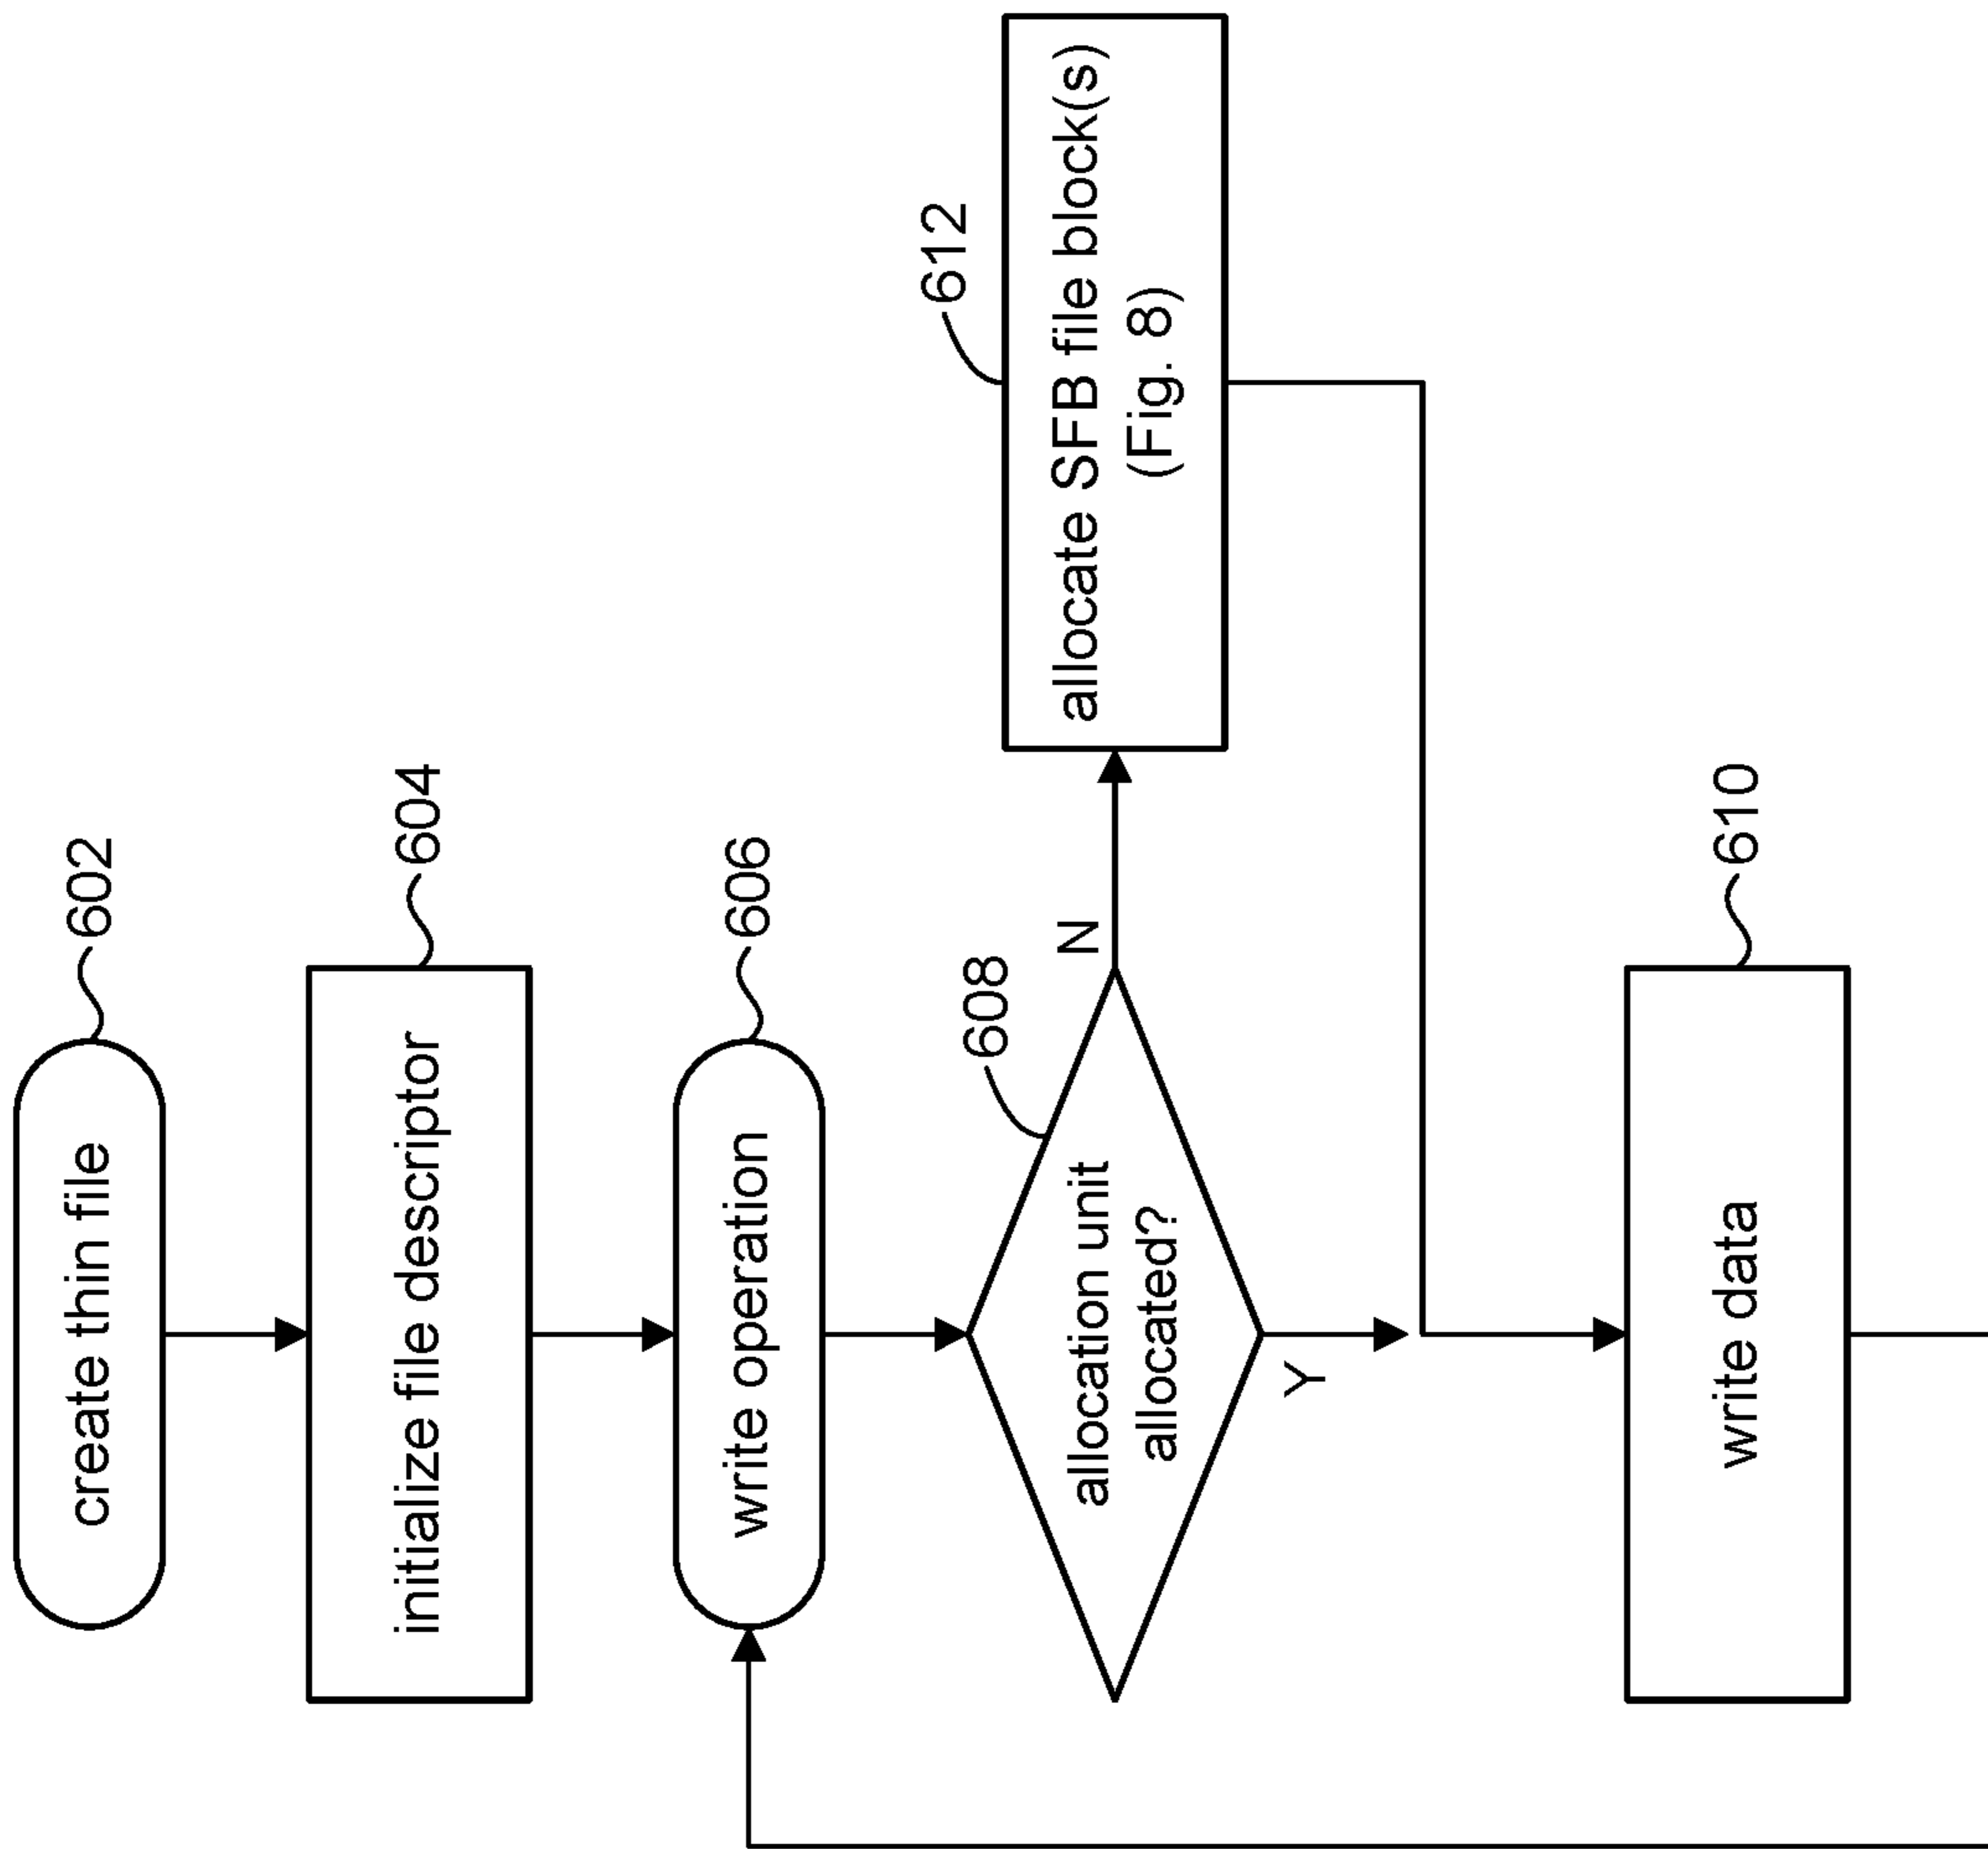 create thin file
602
initialize file descriptor
604
write operation
606
allocation unit
allocated?
608
N
Y
allocate SFB file block(s)
(Fig. 8)
612
write data
610